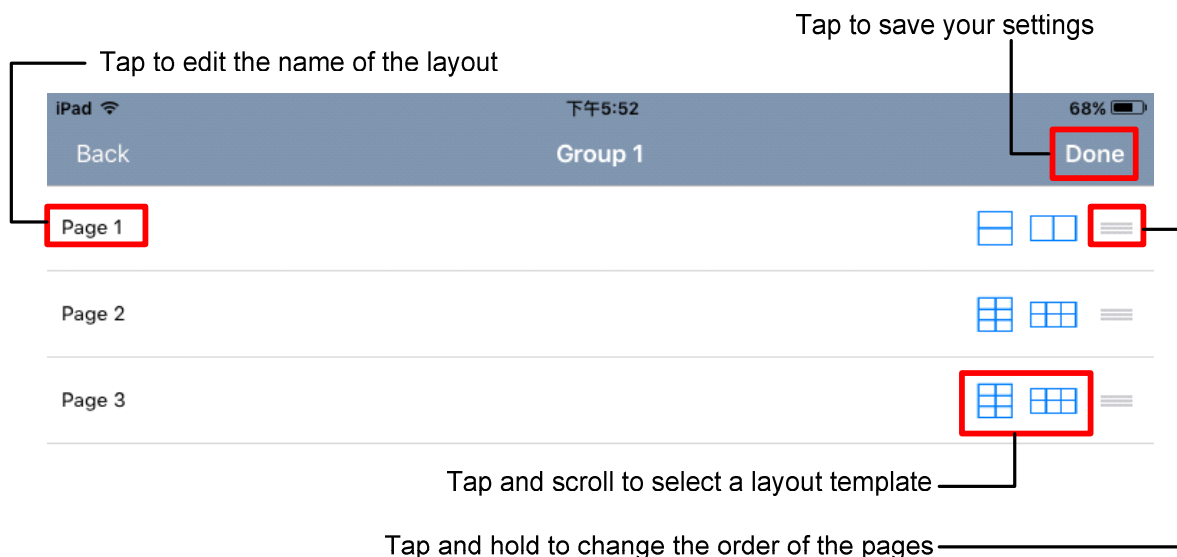 Tap to save your settings
Tap to edit the name of the layout
iPad 下午5:52 68%
Back Group 1 Done
Page 1
Page 2
Page 3
Tap and scroll to select a layout template
Tap and hold to change the order of the pages